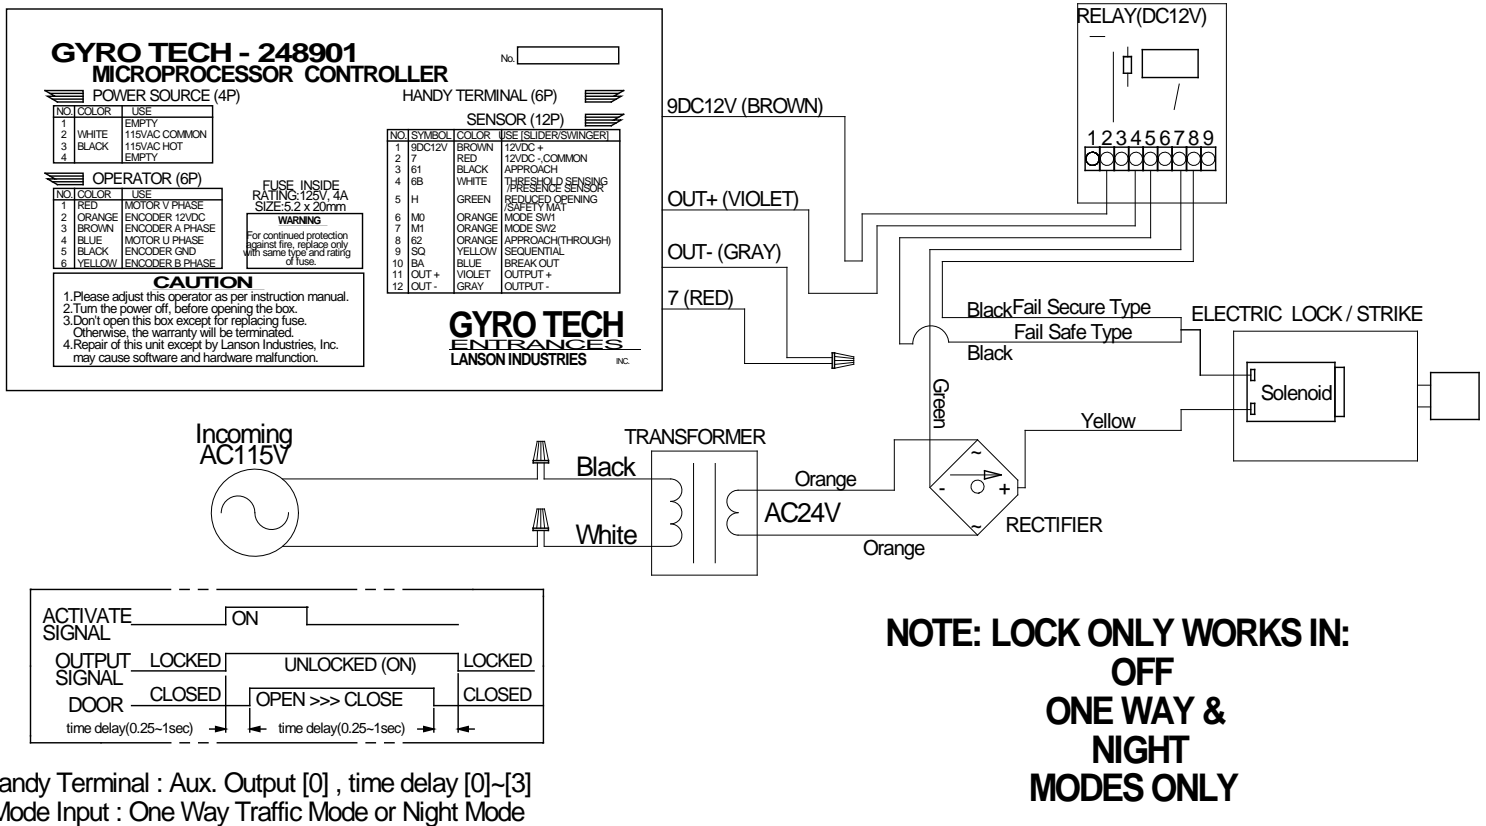 GYRO TECH - 248901
MICROPROCESSOR CONTROLLER
No.
POWER SOURCE (4P)
NO. COLOR USE
1 EMPTY
2 WHITE 115VAC COMMON
3 BLACK 115VAC HOT
4 EMPTY
OPERATOR (6P)
NO. COLOR USE
1 RED MOTOR V PHASE
2 ORANGE ENCODER 12VDC
3 BROWN ENCODER A PHASE
4 BLUE MOTOR U PHASE
5 BLACK ENCODER GND
6 YELLOW ENCODER B PHASE
FUSE INSIDE
RATING:125V, 4A
SIZE:5.2 x 20mm
WARNING
For continued protection
against fire, replace only
with same type and rating
of fuse.
CAUTION
1.Please adjust this operator as per instruction manual.
2.Turn the power off, before opening the box.
3.Don't open this box except for replacing fuse.
Otherwise, the warranty will be terminated.
4.Repair of this unit except by Lanson Industries, Inc.
may cause software and hardware malfunction.
HANDY TERMINAL (6P)
SENSOR (12P)
NO. SYMBOL COLOR USE [SLIDER/SWINGER]
1 9DC12V BROWN 12VDC +
2 7 RED 12VDC -,COMMON
3 61 BLACK APPROACH
4 6B WHITE THRESHOLD SENSING
/PRESENCE SENSOR
5 H GREEN REDUCED OPENING
/SAFETY MAT
6 M0 ORANGE MODE SW1
7 M1 ORANGE MODE SW2
8 62 ORANGE APPROACH(THROUGH)
9 SQ YELLOW SEQUENTIAL
10 BA BLUE BREAK OUT
11 OUT + VIOLET OUTPUT +
12 OUT - GRAY OUTPUT -
GYRO TECH
ENTRANCES
LANSON INDUSTRIES INC.
9DC12V (BROWN)
OUT+ (VIOLET)
OUT- (GRAY)
7 (RED)
RELAY(DC12V)
1 2 3 4 5 6 7 8 9
Black Fail Secure Type
Fail Safe Type
Black
ELECTRIC LOCK / STRIKE
Solenoid
Green
Yellow
Incoming
AC115V
Black
White
TRANSFORMER
Orange
AC24V
Orange
~
- +
~
RECTIFIER
ACTIVATE
SIGNAL
ON
OUTPUT
SIGNAL
LOCKED UNLOCKED (ON) LOCKED
DOOR CLOSED OPEN >>> CLOSE CLOSED
time delay(0.25~1sec) time delay(0.25~1sec)
andy Terminal : Aux. Output [0] , time delay [0]~[3]
Mode Input : One Way Traffic Mode or Night Mode
NOTE: LOCK ONLY WORKS IN:
OFF
ONE WAY &
NIGHT
MODES ONLY